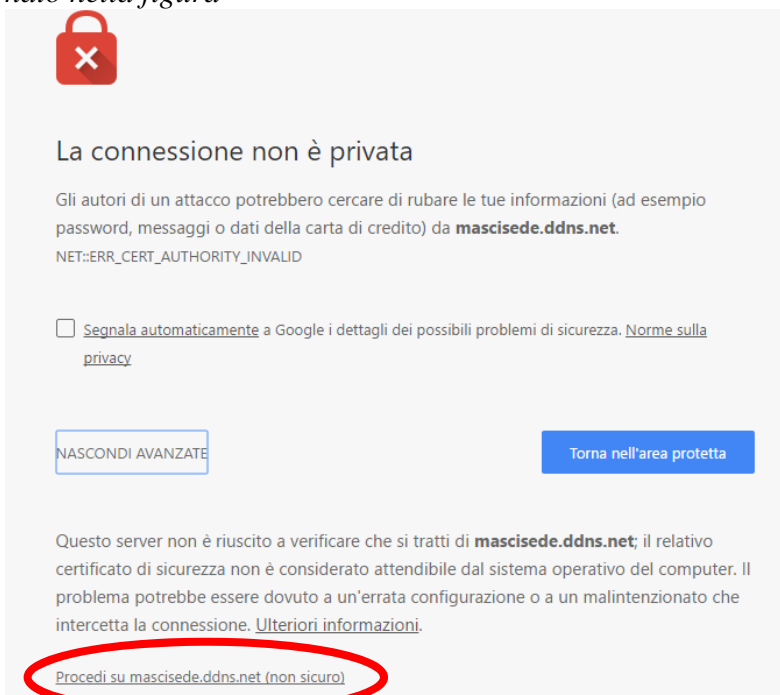 nella figura
La connessione non è privata
Gli autori di un attacco potrebbero cercare di rubare le tue informazioni (ad esempio
password, messaggi o dati della carta di credito) da mascisede.ddns.net.
NET::ERR_CERT_AUTHORITY_INVALID
Segnala automaticamente a Google i dettagli dei possibili problemi di sicurezza. Norme sulla
privacy
NASCONDI AVANZATE
Torna nell'area protetta
Questo server non è riuscito a verificare che si tratti di mascisede.ddns.net; il relativo
certificato di sicurezza non è considerato attendibile dal sistema operativo del computer. Il
problema potrebbe essere dovuto a un'errata configurazione o a un malintenzionato che
intercetta la connessione. Ulteriori informazioni.
Procedi su mascisede.ddns.net (non sicuro)